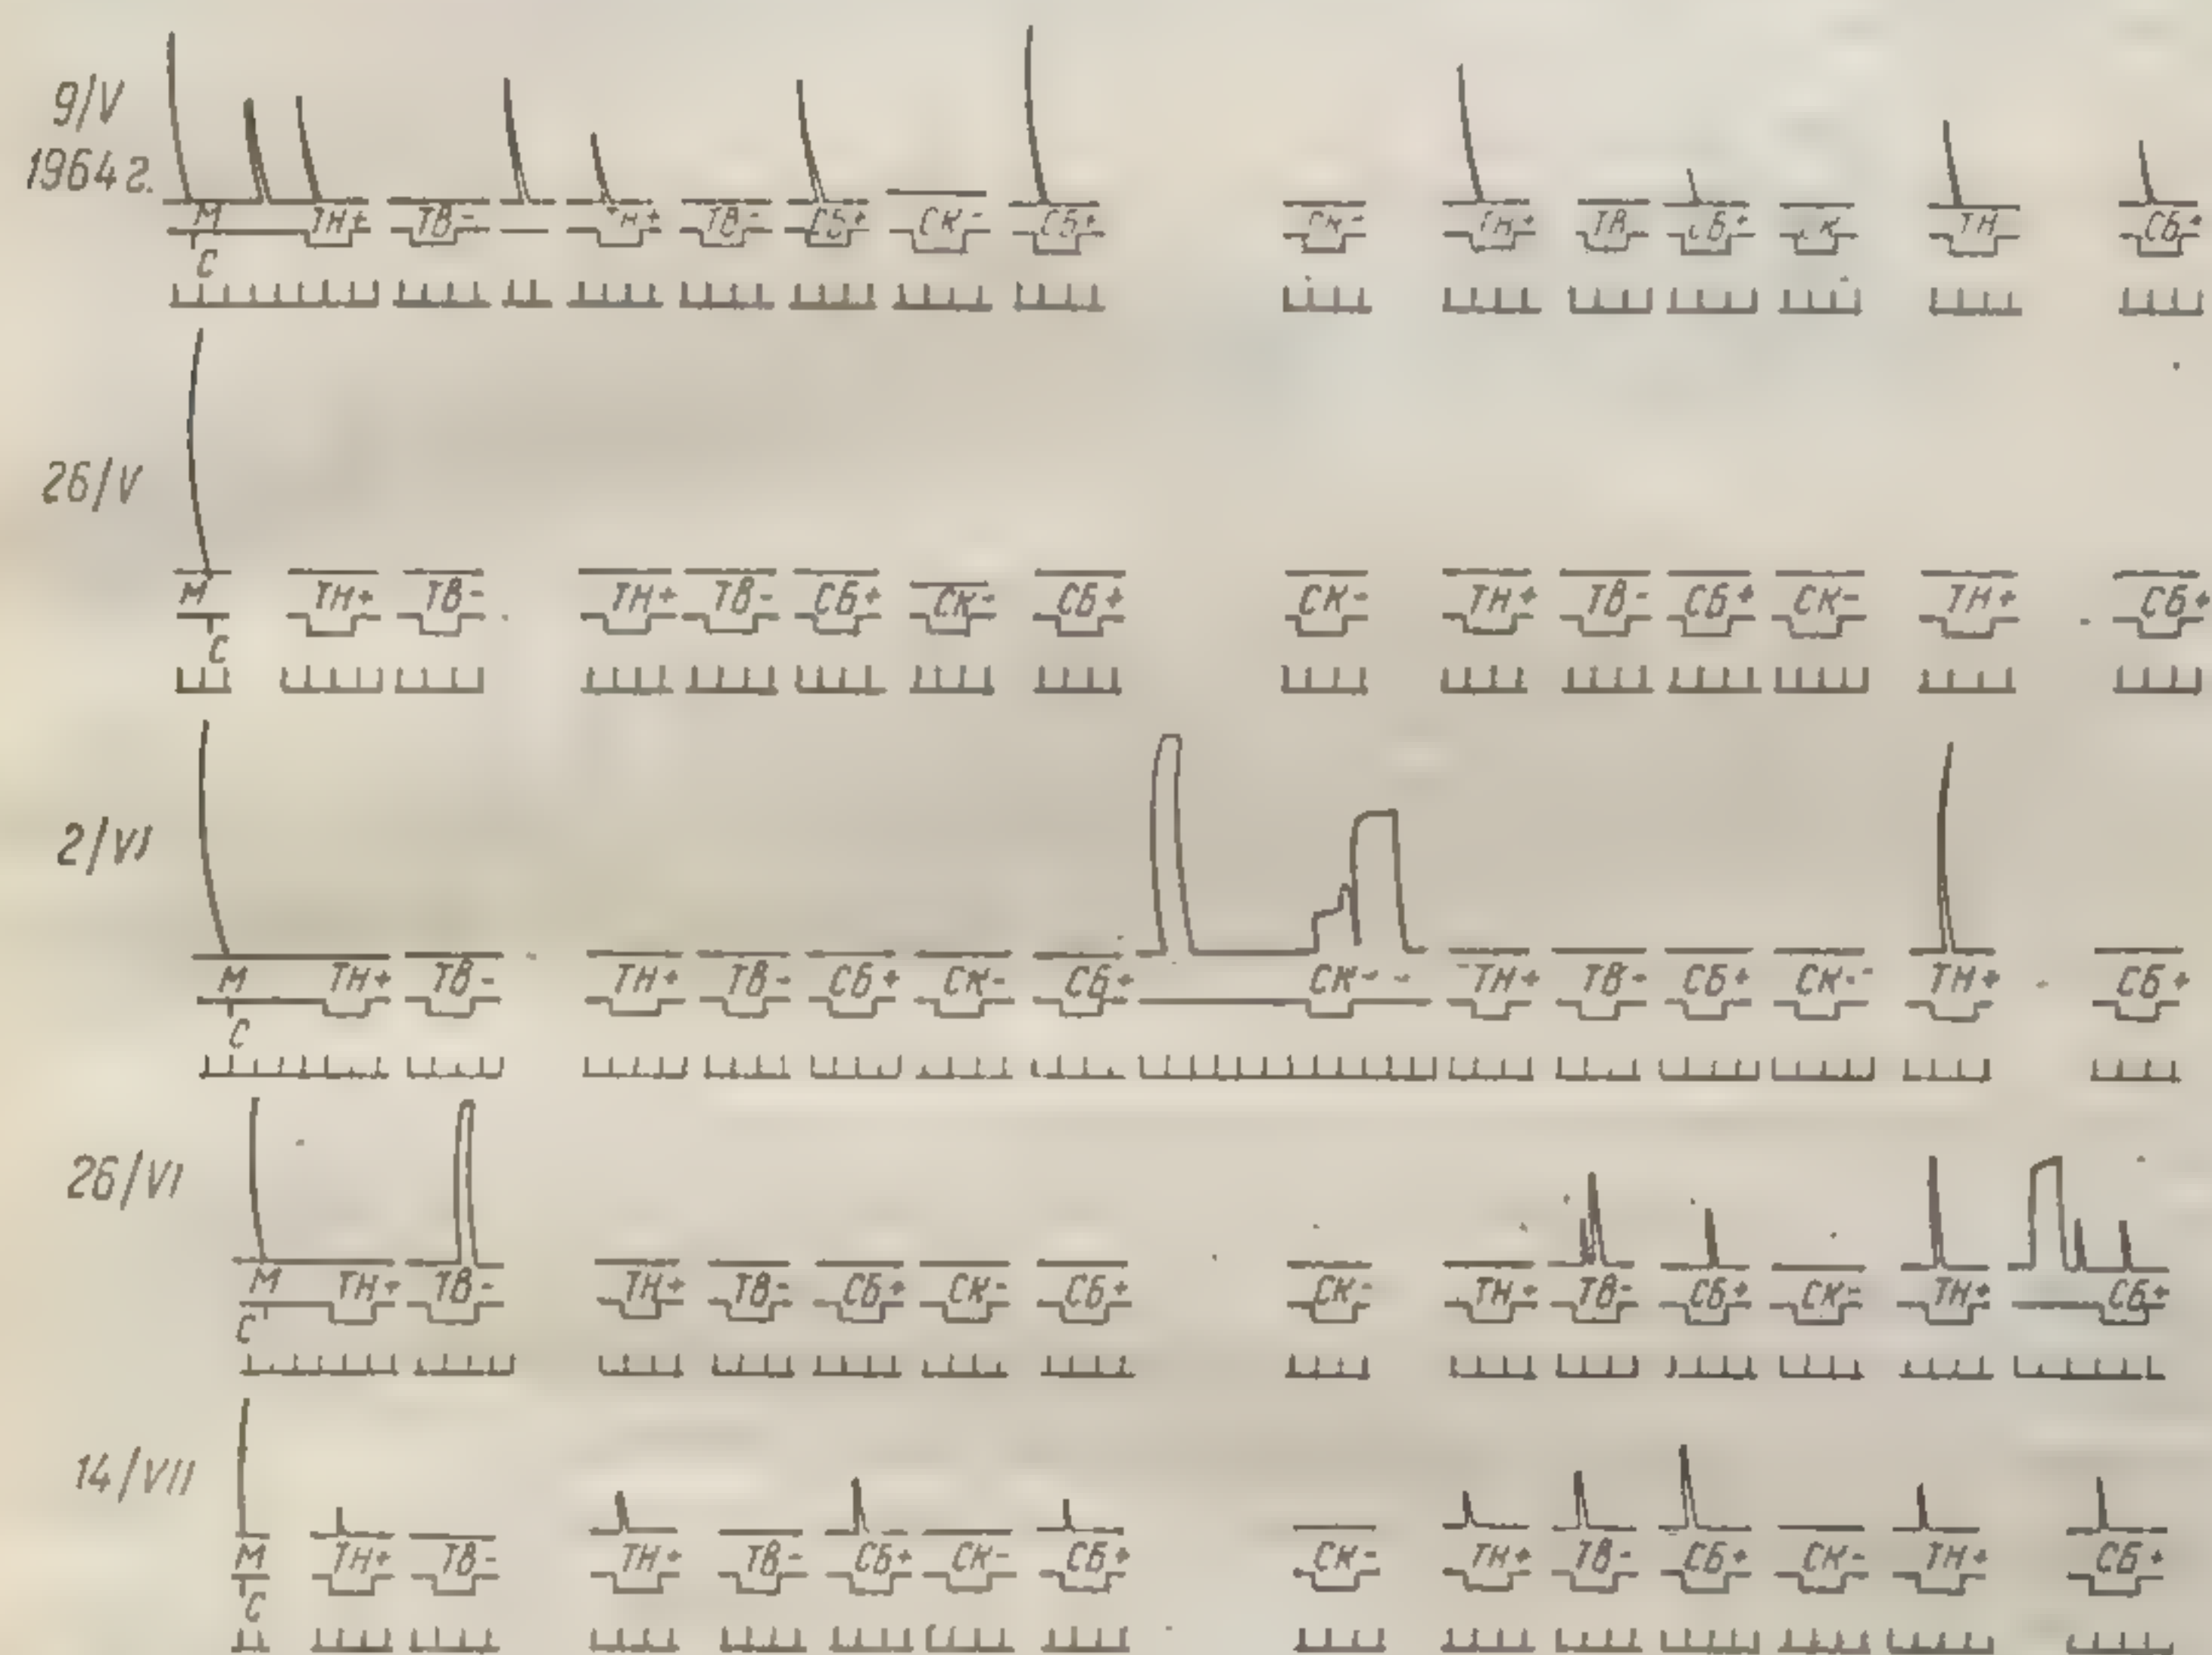 9/V
1964 г.
М ТН+ ТВ- ТН+ ТВ- СБ+ СК- СБ+ СК- ТН+ ТВ СБ+ СК ТН СБ+
С
26/V
М ТН+ ТВ- ТН+ ТВ- СБ+ СК- СБ+ СК- ТН+ ТВ- СБ+ СК- ТН+ СБ+
С
2/VI
М ТН+ ТВ- ТН+ ТВ- СБ+ СК- СБ+ СК- - ТН+ ТВ- СБ+ СК- ТН+ СБ+
С
26/VI
М ТН+ ТВ- ТН+ ТВ- СБ+ СК- СБ+ СК- ТН+ ТВ- СБ+ СК- ТН+ СБ+
С
14/VII
М ТН+ ТВ- ТН+ ТВ- СБ+ СК- СБ+ СК- ТН+ ТВ- СБ+ СК- ТН+ СБ+
С